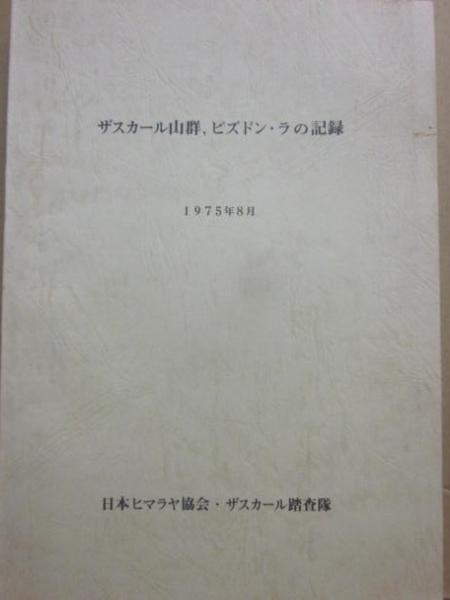 ザスカール山群、ピズドン・ラの記録
1975年8月
日本ヒマラヤ協会・ザスカール踏査隊